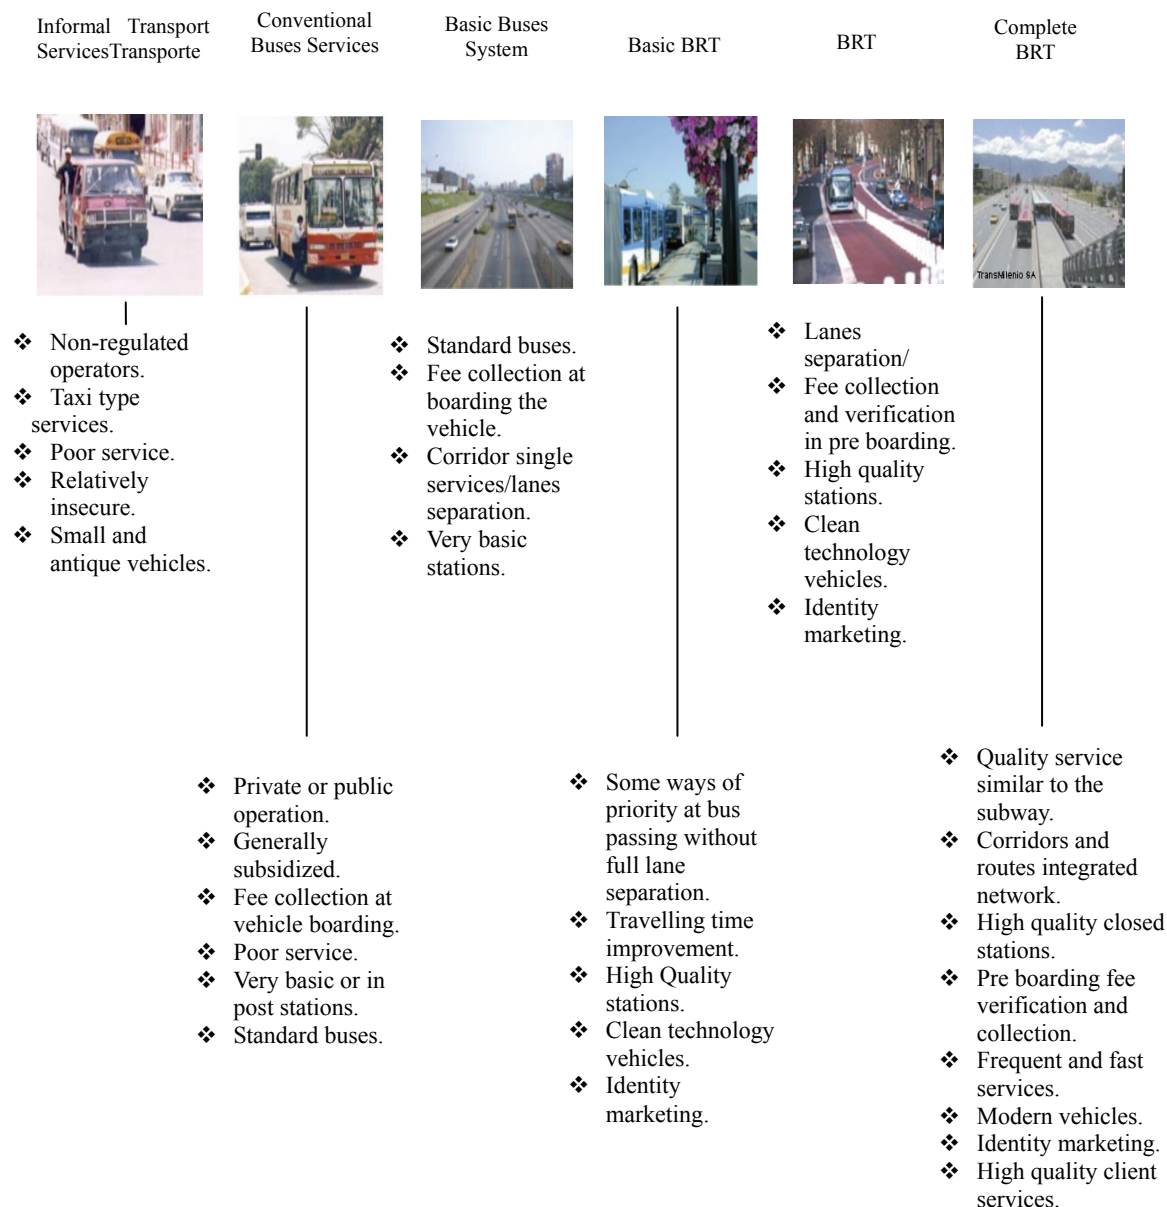 Informal Transport
ServicesTransporte
Conventional
Buses Services
Basic Buses
System
Basic BRT
BRT
Complete
BRT
TransMilenio SA
❖ Non-regulated
operators.
❖ Taxi type
services.
❖ Poor service.
❖ Relatively
insecure.
❖ Small and
antique vehicles.
❖ Standard buses.
❖ Fee collection at
boarding the
vehicle.
❖ Corridor single
services/lanes
separation.
❖ Very basic
stations.
❖ Lanes
separation/
❖ Fee collection
and verification
in pre boarding.
❖ High quality
stations.
❖ Clean
technology
vehicles.
❖ Identity
marketing.
❖ Private or public
operation.
❖ Generally
subsidized.
❖ Fee collection at
vehicle boarding.
❖ Poor service.
❖ Very basic or in
post stations.
❖ Standard buses.
❖ Some ways of
priority at bus
passing without
full lane
separation.
❖ Travelling time
improvement.
❖ High Quality
stations.
❖ Clean technology
vehicles.
❖ Identity
marketing.
❖ Quality service
similar to the
subway.
❖ Corridors and
routes integrated
network.
❖ High quality closed
stations.
❖ Pre boarding fee
verification and
collection.
❖ Frequent and fast
services.
❖ Modern vehicles.
❖ Identity marketing.
❖ High quality client
services.